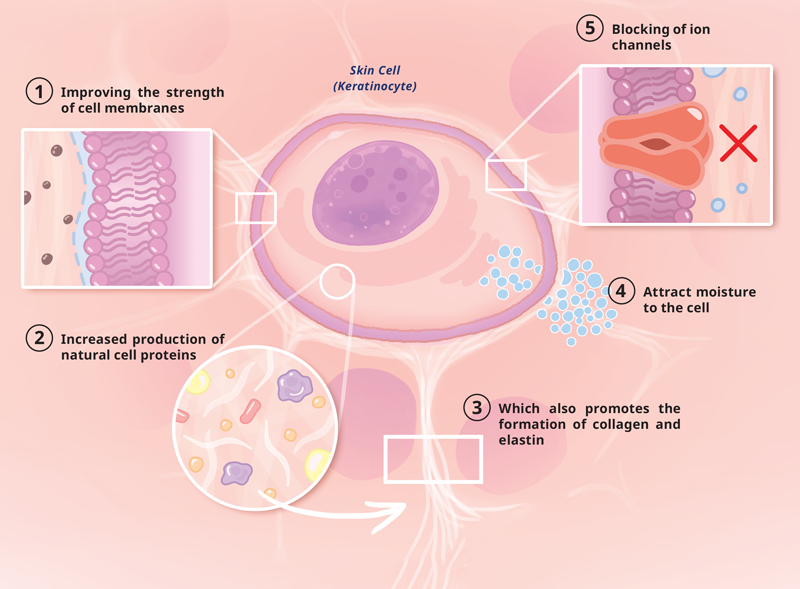 5
Blocking of ion
channels
Skin Cell
(Keratinocyte)
1
Improving the strength
of cell membranes
4
Attract moisture
to the cell
2
Increased production of
natural cell proteins
3
Which also promotes the
formation of collagen and
elastin